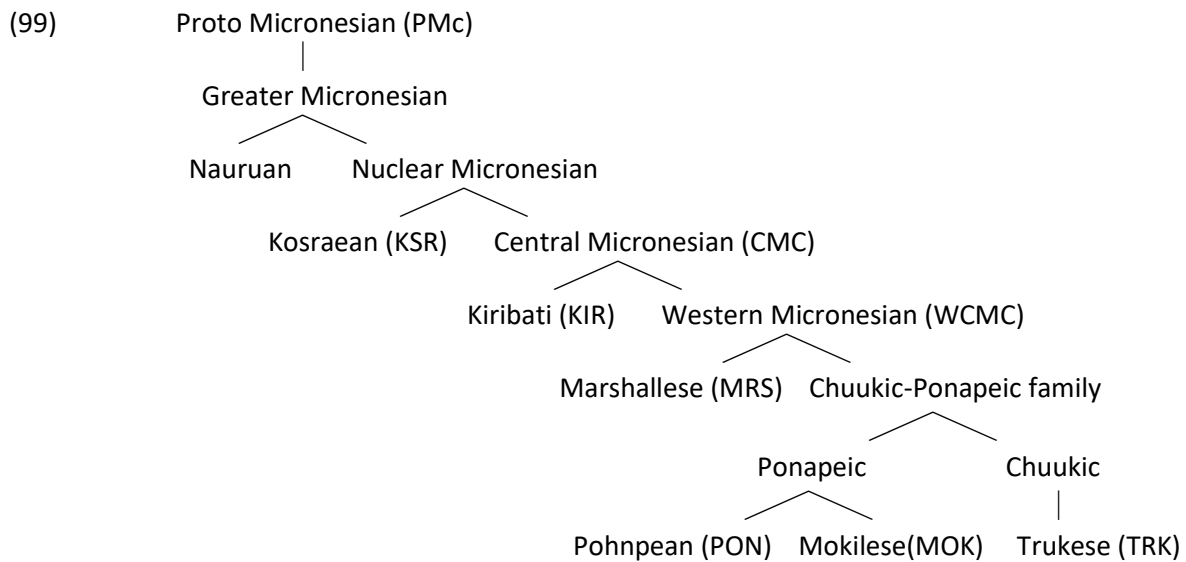 (99) Proto Micronesian (PMc)
Greater Micronesian
Nauruan Nuclear Micronesian
Kosraean (KSR) Central Micronesian (CMC)
Kiribati (KIR) Western Micronesian (WCMC)
Marshallese (MRS) Chuukic-Ponapeic family
Ponapeic Chuukic
Pohnpean (PON) Mokilese(MOK) Trukese (TRK)